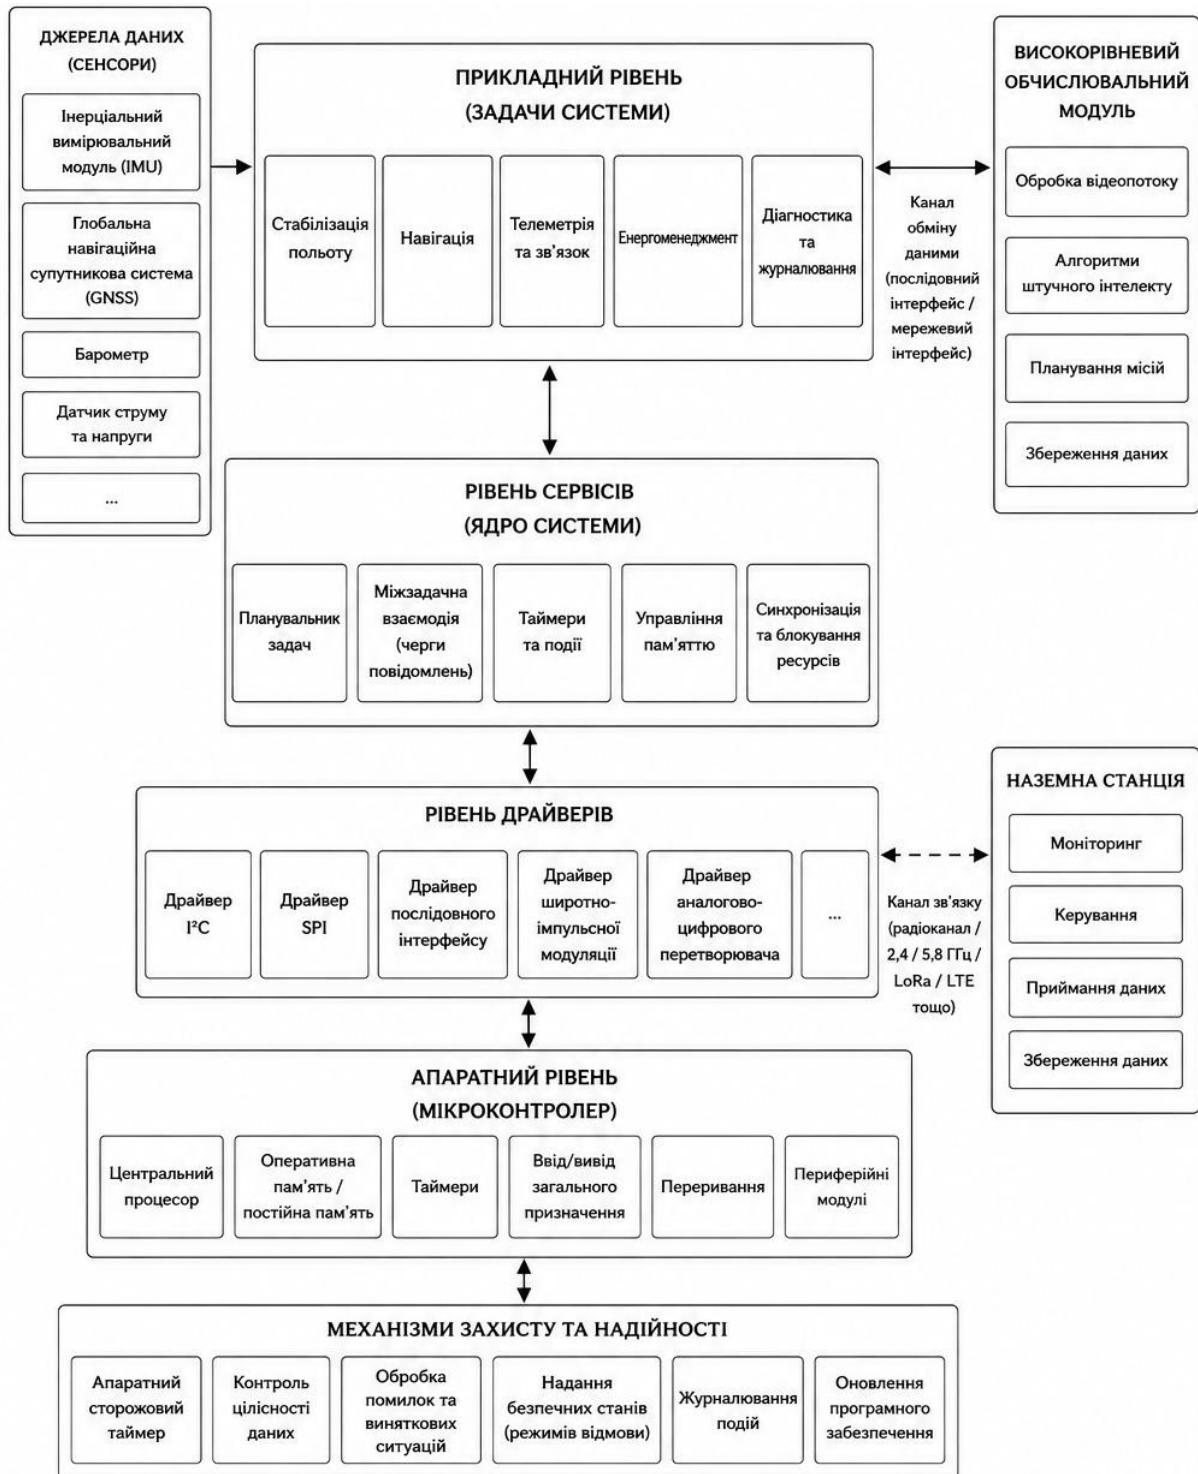 ДЖЕРЕЛА ДАНИХ
(СЕНСОРИ)
Інерціальний
вимірювальний
модуль (IMU)
Глобальна
навігаційна
супутникова система
(GNSS)
Барометр
Датчик струму
та напруги
...
ПРИКЛАДНИЙ РІВЕНЬ
(ЗАДАЧИ СИСТЕМИ)
Стабілізація
польоту
Навігація
Телеметрія
та зв'язок
Енергоменеджмент
Діагностика
та
журналювання
Канал
обміну
даними
(послідовний
інтерфейс /
мережевий
інтерфейс)
ВИСОКОРІВНЕВИЙ
ОБЧИСЛЮВАЛЬНИЙ
МОДУЛЬ
Обробка відеопотоку
Алгоритми
штучного інтелекту
Планування місій
Збереження даних
РІВЕНЬ СЕРВІСІВ
(ЯДРО СИСТЕМИ)
Планувальник
задач
Міжзадачна
взаємодія
(черги
повідомлень)
Таймери
та події
Управління
пам'яттю
Синхронізація
та блокування
ресурсів
РІВЕНЬ ДРАЙВЕРІВ
Драйвер
I²C
Драйвер
SPI
Драйвер
послідовного
інтерфейсу
Драйвер
широтно-
імпульсної
модуляції
Драйвер
аналогово-
цифрового
перетворювача
...
Канал зв'язку
(радіоканал /
2,4 / 5,8 ГГц /
LoRa / LTE
тощо)
НАЗЕМНА СТАНЦІЯ
Моніторинг
Керування
Приймання даних
Збереження даних
АПАРАТНИЙ РІВЕНЬ
(МІКРОКОНТРОЛЕР)
Центральний
процесор
Оперативна
пам'ять /
постійна пам'ять
Таймери
Ввід/вивід
загального
призначення
Переривання
Периферійні
модулі
МЕХАНІЗМИ ЗАХИСТУ ТА НАДІЙНОСТІ
Апаратний
сторожовий
таймер
Контроль
цілісності
даних
Обробка
помилок та
виняткових
ситуацій
Надання
безпечних станів
(режимів відмови)
Журналювання
подій
Оновлення
програмного
забезпечення